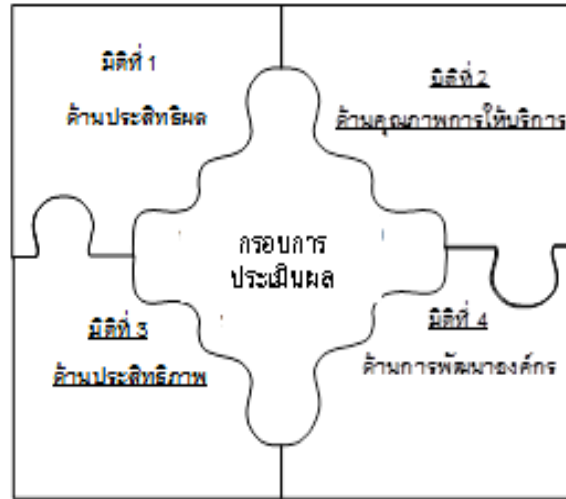 มิติที่ 1
ด้านประสิทธิผล
มิติที่ 2
ด้านคุณภาพการให้บริการ
กรอบการ
ประเมินผล
มิติที่ 3
ด้านประสิทธิภาพ
มิติที่ 4
ด้านการพัฒนาองค์กร